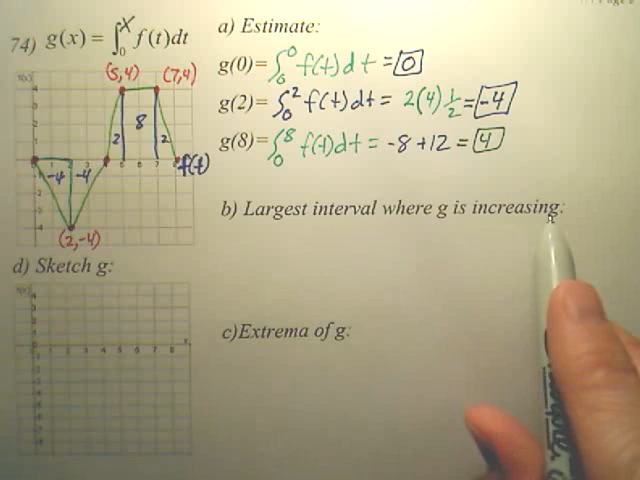 74) g(x) = ∫₀ˣ f(t)dt
(5,4) (7,4)
2 8 2
-4 -4
f(t)
(2,-4)
a) Estimate:
g(0)= ∫₀⁰ f(t)dt = 0
g(2)= ∫₀² f(t)dt = 2(4)½ = -4
g(8)= ∫₀⁸ f(t)dt = -8+12 = 4
b) Largest interval where g is increasing:
c)Extrema of g:
d) Sketch g: